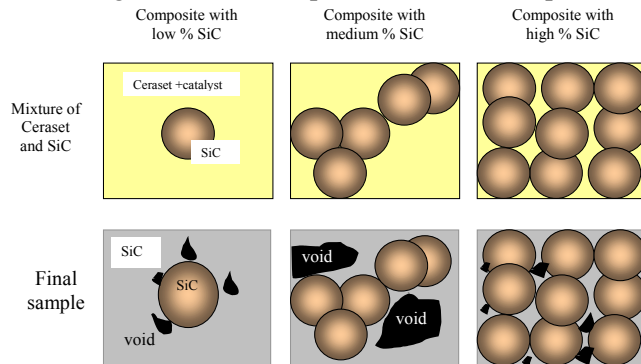 Composite with
low % SiC
Composite with
medium % SiC
Composite with
high % SiC
Mixture of
Ceraset
and SiC
Ceraset +catalyst
SiC
Final
sample
SiC
SiC
void
void
void